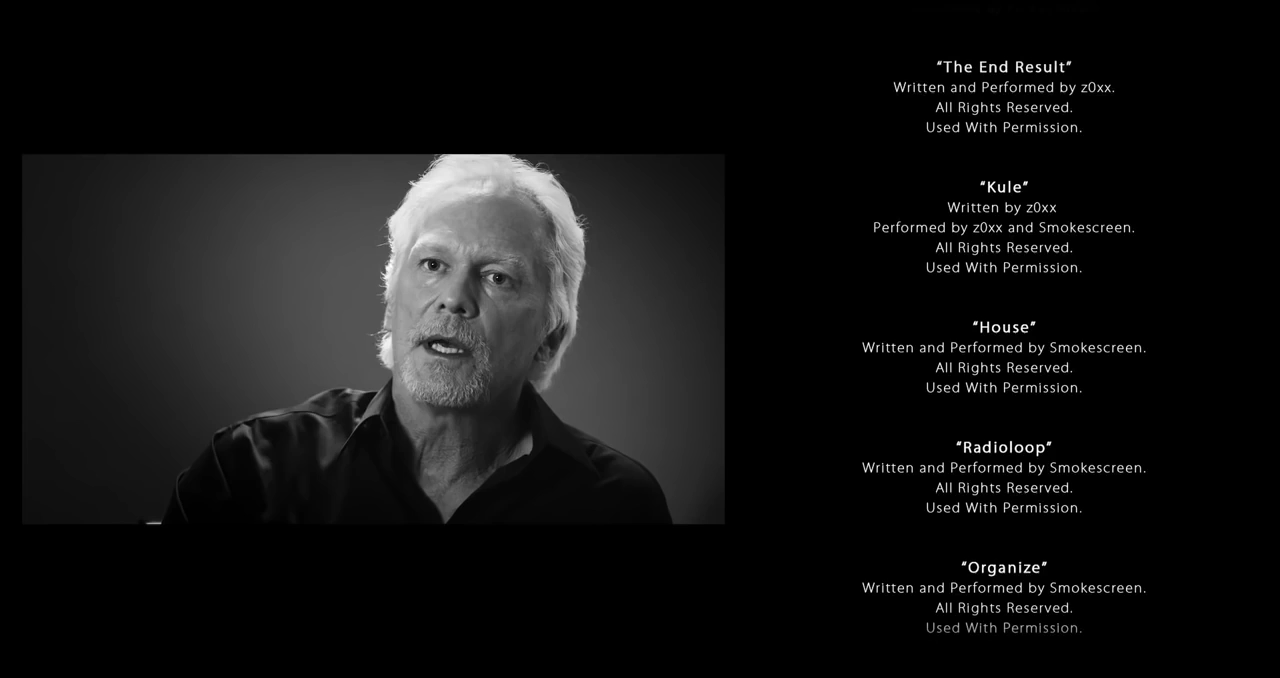 “The End Result”
Written and Performed by z0xx.
All Rights Reserved.
Used With Permission.
“Kule”
Written by z0xx
Performed by z0xx and Smokescreen.
All Rights Reserved.
Used With Permission.
“House”
Written and Performed by Smokescreen.
All Rights Reserved.
Used With Permission.
“Radioloop”
Written and Performed by Smokescreen.
All Rights Reserved.
Used With Permission.
“Organize”
Written and Performed by Smokescreen.
All Rights Reserved.
Used With Permission.